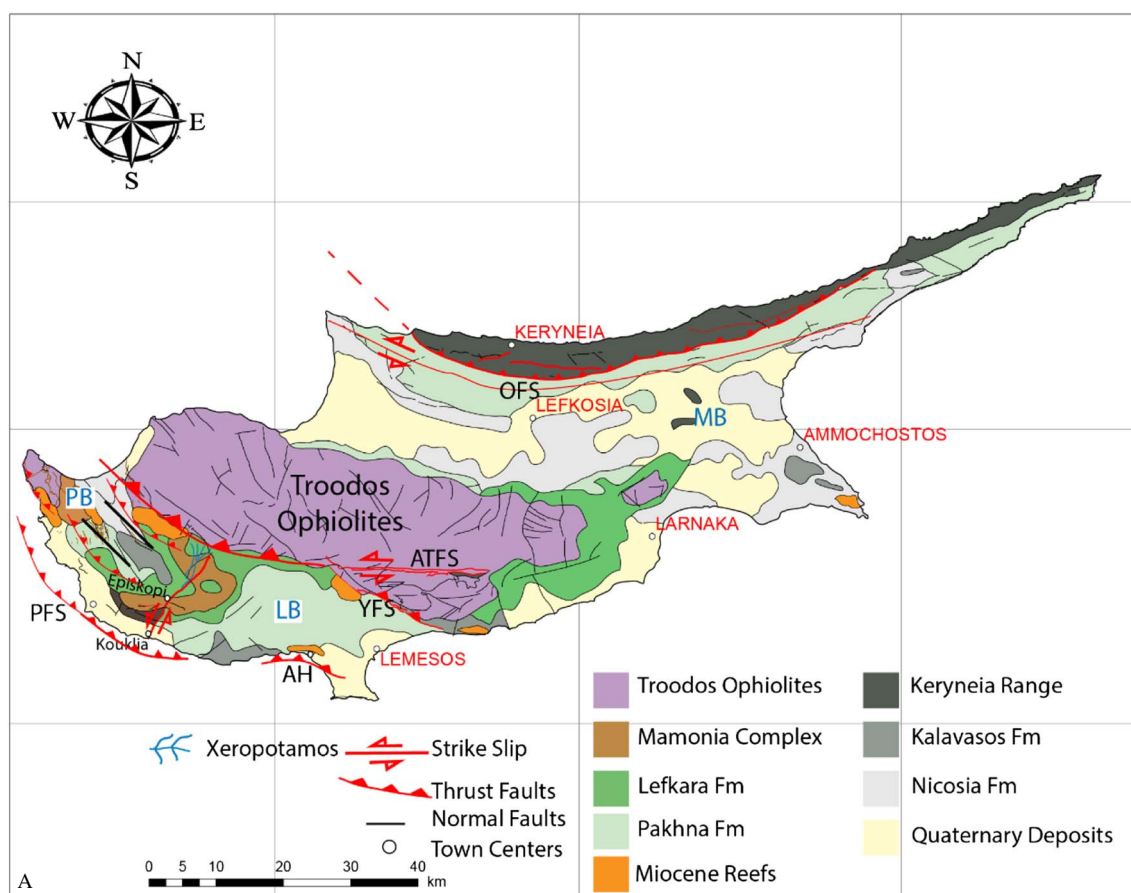 N
W
E
S
KERYNEIA
OFS
LEFKOSIA
MB
AMMOCHOSTOS
PB
Troodos
Ophiolites
LARNAKA
ATFS
Episkopi
PFS
LB
YFS
Kouklia
AH
LEMESOS
Xeropotamos
Strike Slip
Thrust Faults
Normal Faults
Town Centers
0 5 10 20 30 40
km
Troodos Ophiolites
Mamonia Complex
Lefkara Fm
Pakhna Fm
Miocene Reefs
Keryneia Range
Kalavasos Fm
Nicosia Fm
Quaternary Deposits
A